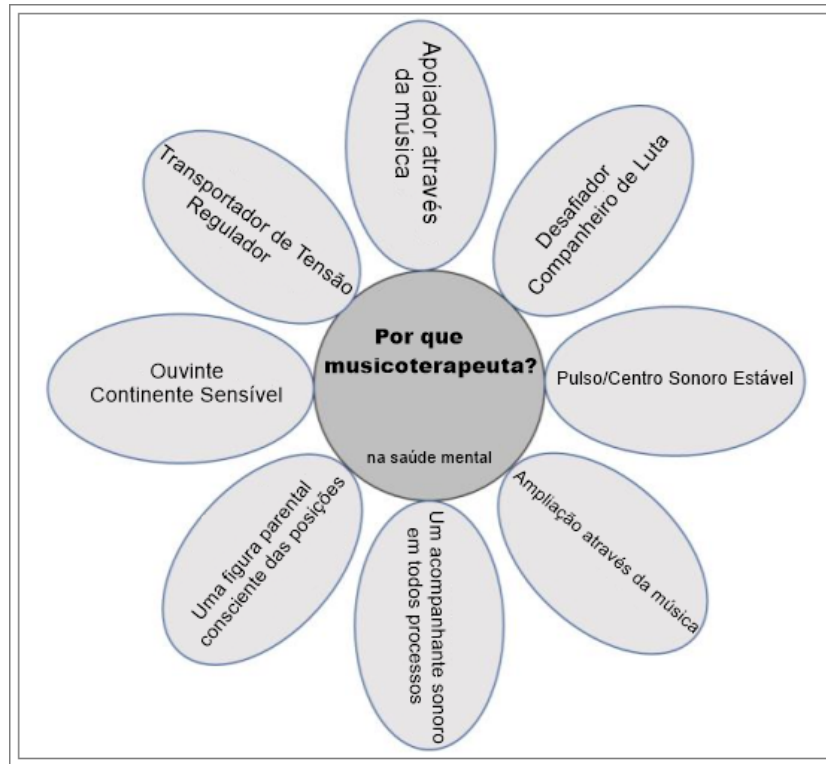 Por que
musicoterapeuta?
na saúde mental
Apoiador através
da música
Desafiador
Companheiro de Luta
Pulso/Centro Sonoro Estável
Ampliação através da música
Um acompanhante sonoro
em todos processos
Uma figura parental
consciente das posições
Ouvinte
Continente Sensível
Transportador de Tensão
Regulador